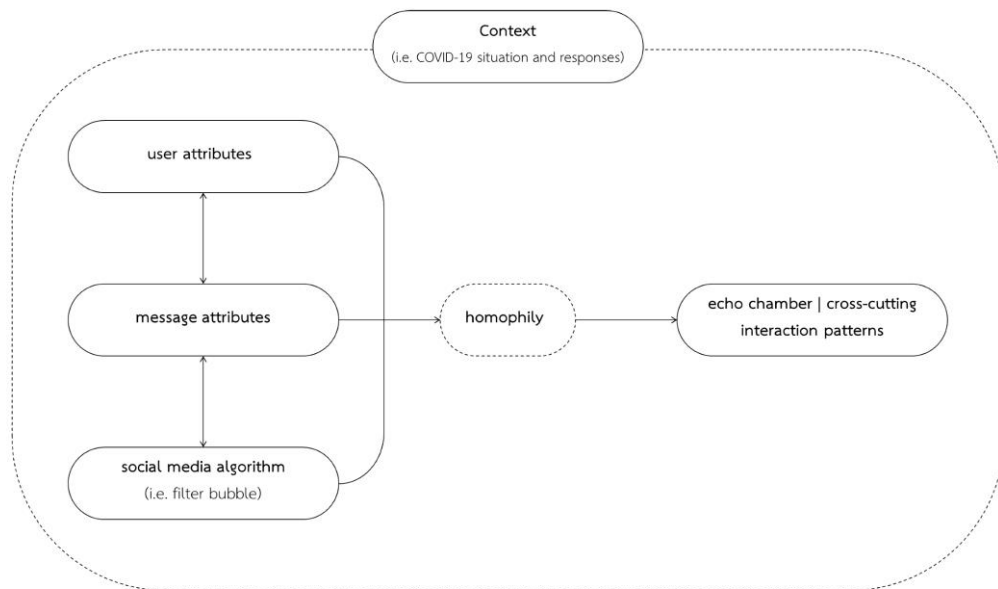 Context
(i.e. COVID-19 situation and responses)
user attributes
message attributes
homophily
echo chamber | cross-cutting
interaction patterns
social media algorithm
(i.e. filter bubble)